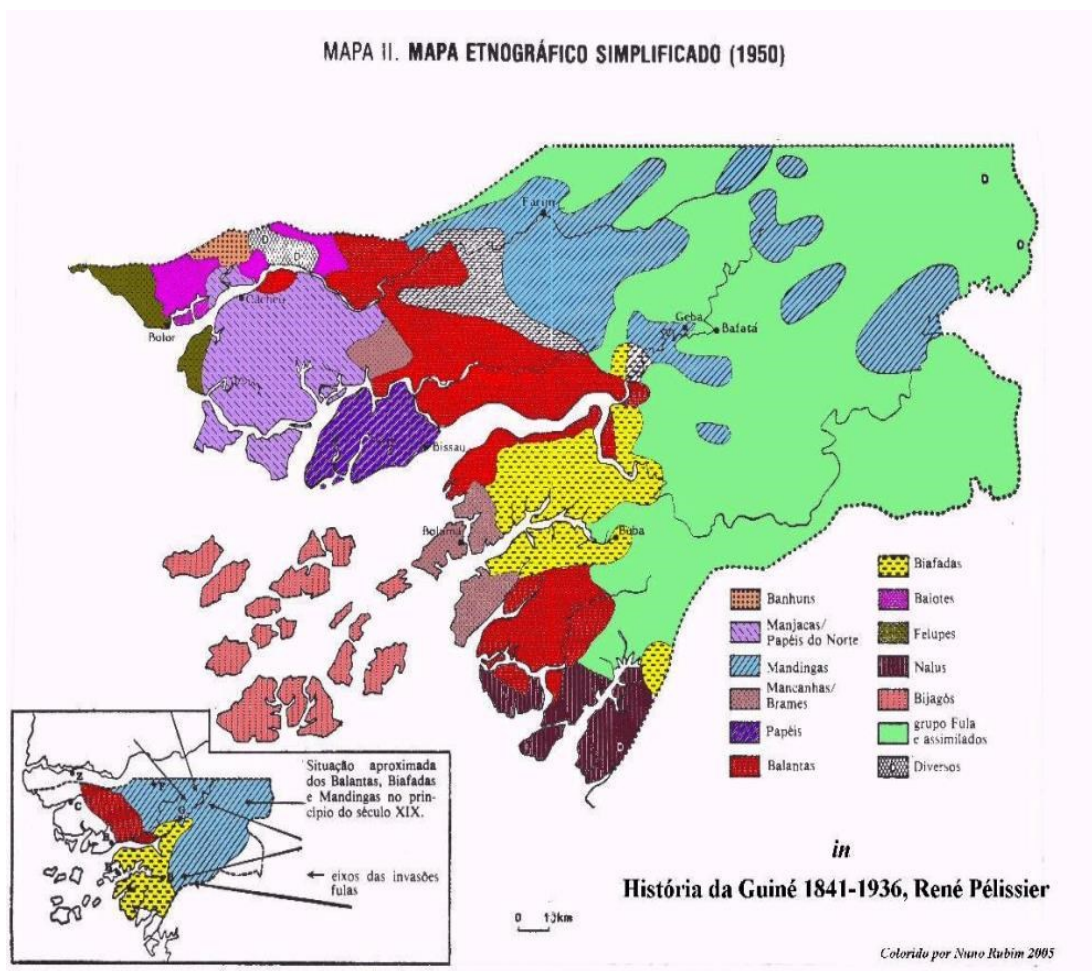 MAPA II. MAPA ETNOGRÁFICO SIMPLIFICADO (1950)
D
Farim
D
D
D
Cacheu
Geba
Bafatá
Bolor
Bissau
Bolama
Buba
D
Banhuns
Manjacas/
Papéis do Norte
Mandingas
Mancanhas/
Brames
Papéis
Balantas
Biafadas
Baiotes
Felupes
Nalus
Bijagós
grupo Fula
e assimilados
Diversos
Situação aproximada
dos Balantas, Biafadas
e Mandingas no prin-
cípio do século XIX.
eixos das invasões
fulas
Z
F
C
G
B
B
in
História da Guiné 1841-1936, René Pélissier
0 10km
Colorido por Nuno Rubim 2005